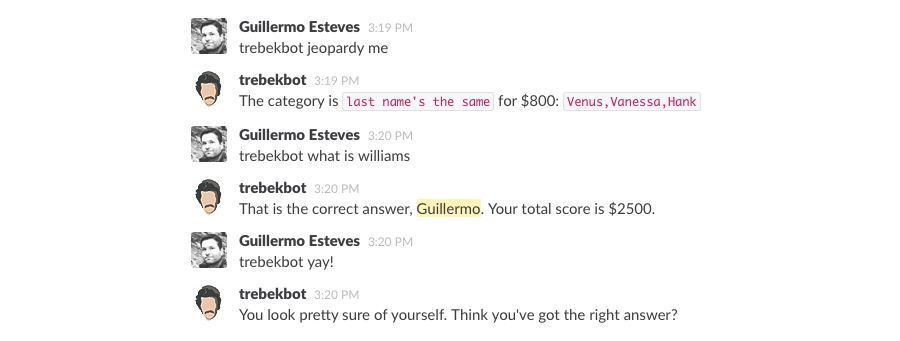 Guillermo Esteves 3:19 PM
trebekbot jeopardy me
trebekbot 3:19 PM
The category is last name's the same for $800: Venus,Vanessa,Hank
Guillermo Esteves 3:20 PM
trebekbot what is williams
trebekbot 3:20 PM
That is the correct answer, Guillermo. Your total score is $2500.
Guillermo Esteves 3:20 PM
trebekbot yay!
trebekbot 3:20 PM
You look pretty sure of yourself. Think you've got the right answer?